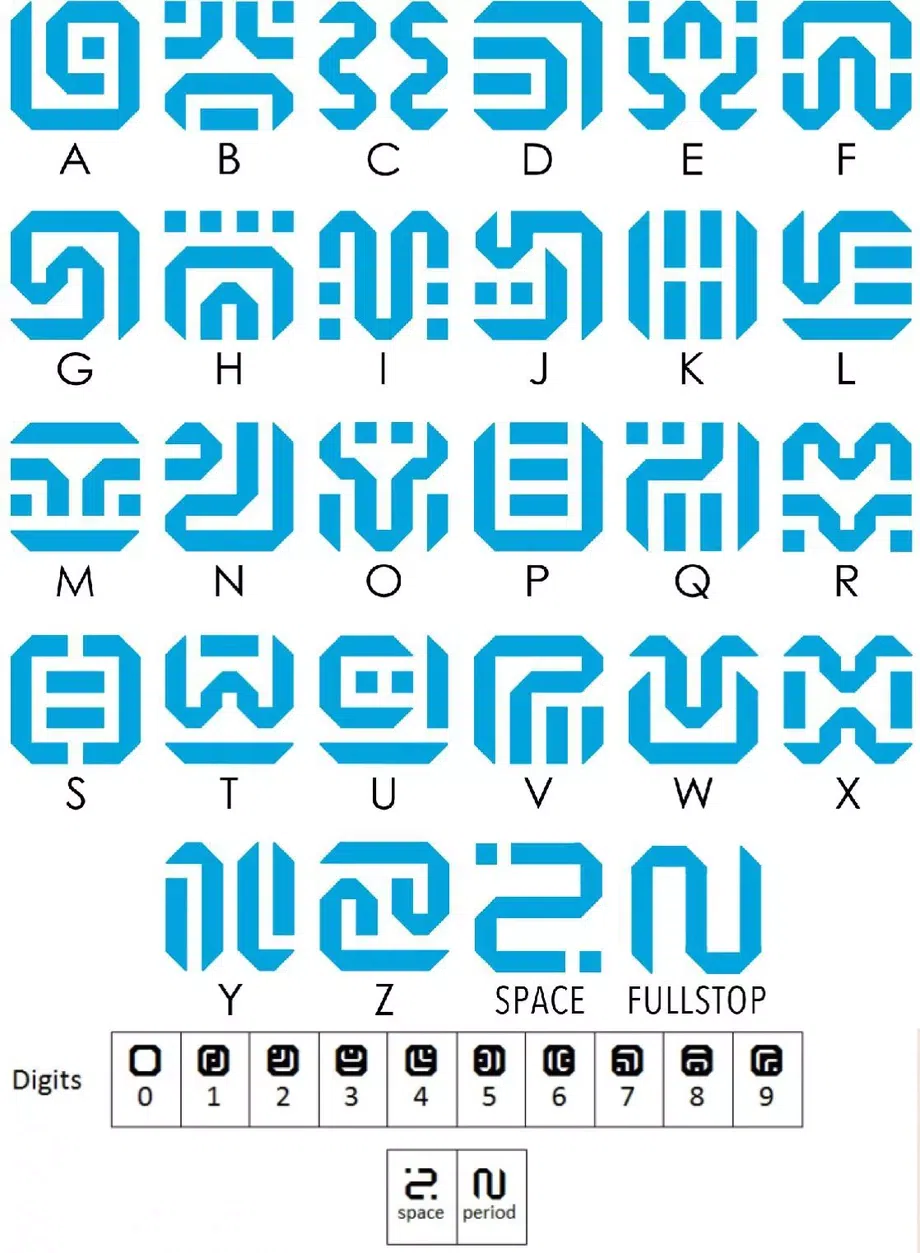 A B C D E F
G H I J K L
M N O P Q R
S T U V W X
Y Z SPACE FULLSTOP
Digits 0 1 2 3 4 5 6 7 8 9
space period